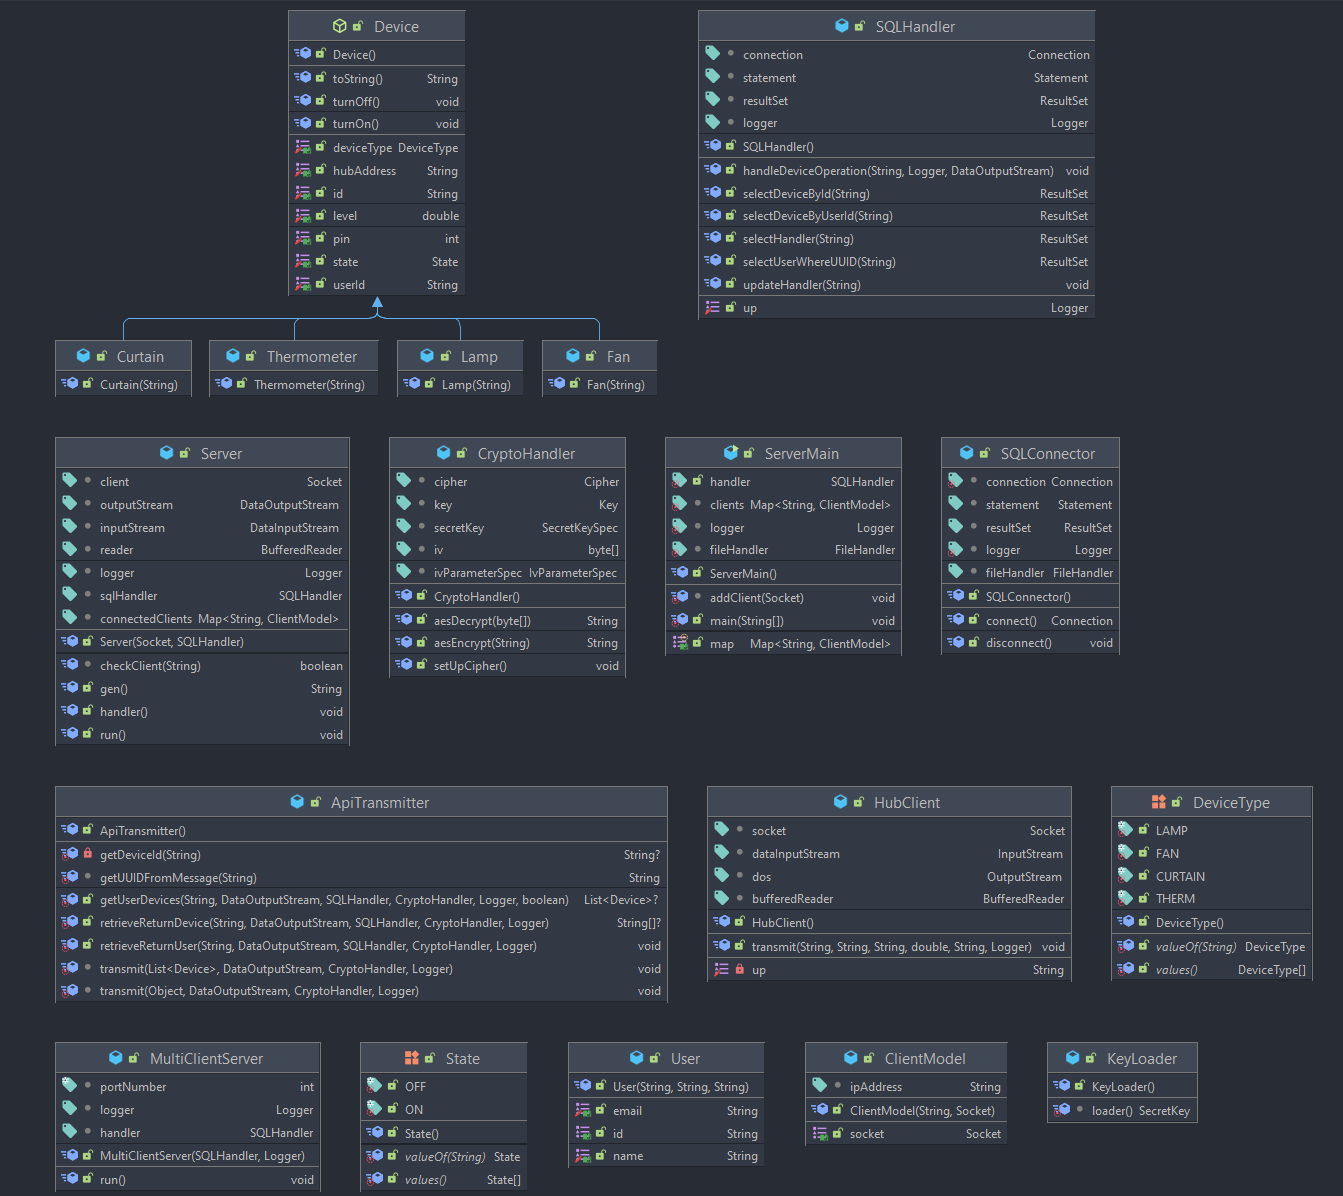 Device
Device()
toString() String
turnOff() void
turnOn() void
deviceType DeviceType
hubAddress String
id String
level double
pin int
state State
userId String
SQLHandler
connection Connection
statement Statement
resultSet ResultSet
logger Logger
SQLHandler()
handleDeviceOperation(String, Logger, DataOutputStream) void
selectDeviceById(String) ResultSet
selectDeviceByUserId(String) ResultSet
selectHandler(String) ResultSet
selectUserWhereUUID(String) ResultSet
updateHandler(String) void
up Logger
Curtain
Curtain(String)
Thermometer
Thermometer(String)
Lamp
Lamp(String)
Fan
Fan(String)
Server
client Socket
outputStream DataOutputStream
inputStream DataInputStream
reader BufferedReader
logger Logger
sqlHandler SQLHandler
connectedClients Map<String, ClientModel>
Server(Socket, SQLHandler)
checkClient(String) boolean
gen() String
handler() void
run() void
CryptoHandler
cipher Cipher
key Key
secretKey SecretKeySpec
iv byte[]
ivParameterSpec IvParameterSpec
CryptoHandler()
aesDecrypt(byte[]) String
aesEncrypt(String) String
setUpCipher() void
ServerMain
handler SQLHandler
clients Map<String, ClientModel>
logger Logger
fileHandler FileHandler
ServerMain()
addClient(Socket) void
main(String[]) void
map Map<String, ClientModel>
SQLConnector
connection Connection
statement Statement
resultSet ResultSet
logger Logger
fileHandler FileHandler
SQLConnector()
connect() Connection
disconnect() void
ApiTransmitter
ApiTransmitter()
getDeviceId(String) String?
getUUIDFromMessage(String) String
getUserDevices(String, DataOutputStream, SQLHandler, CryptoHandler, Logger, boolean) List<Device>?
retrieveReturnDevice(String, DataOutputStream, SQLHandler, CryptoHandler, Logger) String[]?
retrieveReturnUser(String, DataOutputStream, SQLHandler, CryptoHandler, Logger) void
transmit(List<Device>, DataOutputStream, CryptoHandler, Logger) void
transmit(Object, DataOutputStream, CryptoHandler, Logger) void
HubClient
socket Socket
dataInputStream InputStream
dos OutputStream
bufferedReader BufferedReader
HubClient()
transmit(String, String, String, double, String, Logger) void
up String
DeviceType
LAMP
FAN
CURTAIN
THERM
DeviceType()
valueOf(String) DeviceType
values() DeviceType[]
MultiClientServer
portNumber int
logger Logger
handler SQLHandler
MultiClientServer(SQLHandler, Logger)
run() void
State
OFF
ON
State()
valueOf(String) State
values() State[]
User
User(String, String, String)
email String
id String
name String
ClientModel
ipAddress String
ClientModel(String, Socket)
socket Socket
KeyLoader
KeyLoader()
loader() SecretKey